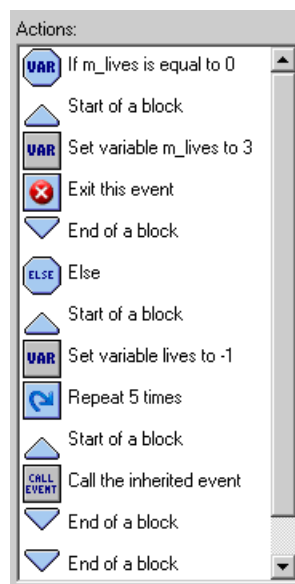 Actions:
VAR If m_lives is equal to 0
Start of a block
VAR Set variable m_lives to 3
Exit this event
End of a block
ELSE Else
Start of a block
VAR Set variable lives to -1
Repeat 5 times
Start of a block
CALL EVENT Call the inherited event
End of a block
End of a block